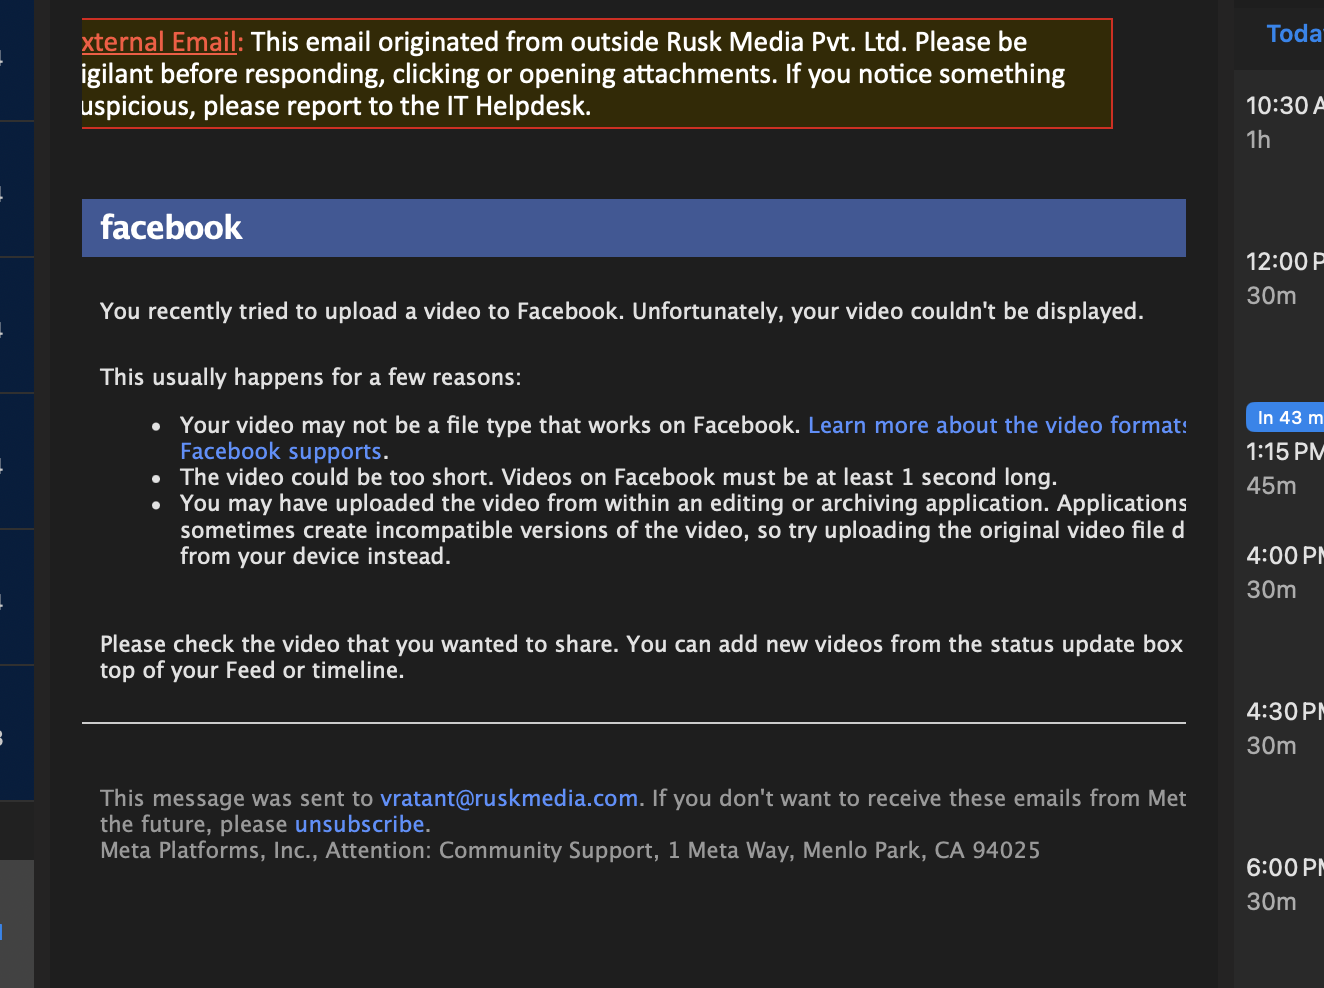 xternal Email: This email originated from outside Rusk Media Pvt. Ltd. Please be
igilant before responding, clicking or opening attachments. If you notice something
uspicious, please report to the IT Helpdesk.
facebook
You recently tried to upload a video to Facebook. Unfortunately, your video couldn't be displayed.
This usually happens for a few reasons:
• Your video may not be a file type that works on Facebook. Learn more about the video formats
Facebook supports.
• The video could be too short. Videos on Facebook must be at least 1 second long.
• You may have uploaded the video from within an editing or archiving application. Applications
sometimes create incompatible versions of the video, so try uploading the original video file d
from your device instead.
Please check the video that you wanted to share. You can add new videos from the status update box
top of your Feed or timeline.
This message was sent to vratant@ruskmedia.com. If you don't want to receive these emails from Met
the future, please unsubscribe.
Meta Platforms, Inc., Attention: Community Support, 1 Meta Way, Menlo Park, CA 94025
Toda
10:30 A
1h
12:00 P
30m
In 43 m
1:15 PM
45m
4:00 PM
30m
4:30 PM
30m
6:00 PM
30m